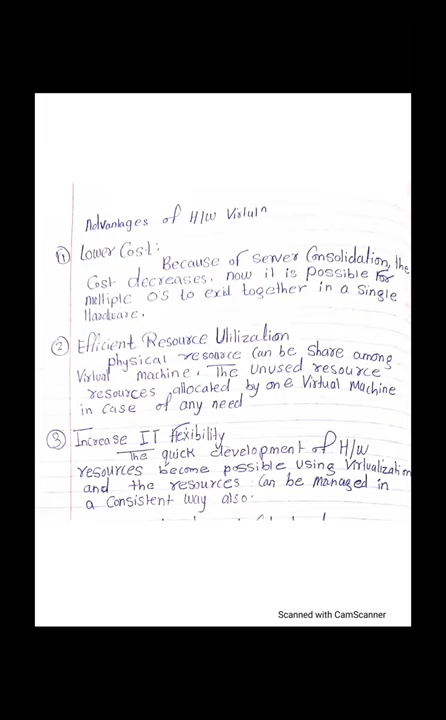 Advantages of H/W Virtuln
① Lower Cost:
Because of server Consolidation, the
Cost decreases. now it is possible for
multiple OS to exit together in a single
Hardware.
② Efficient Resource Utilization
physical resource can be share among
Virtual machine. The Unused resource
resources allocated by one Virtual Machine
in case of any need
③ Increase IT flexibility
The quick development of H/W
resources become possible using Virtualization
and the resources can be managed in
a consistent way also.
Scanned with CamScanner